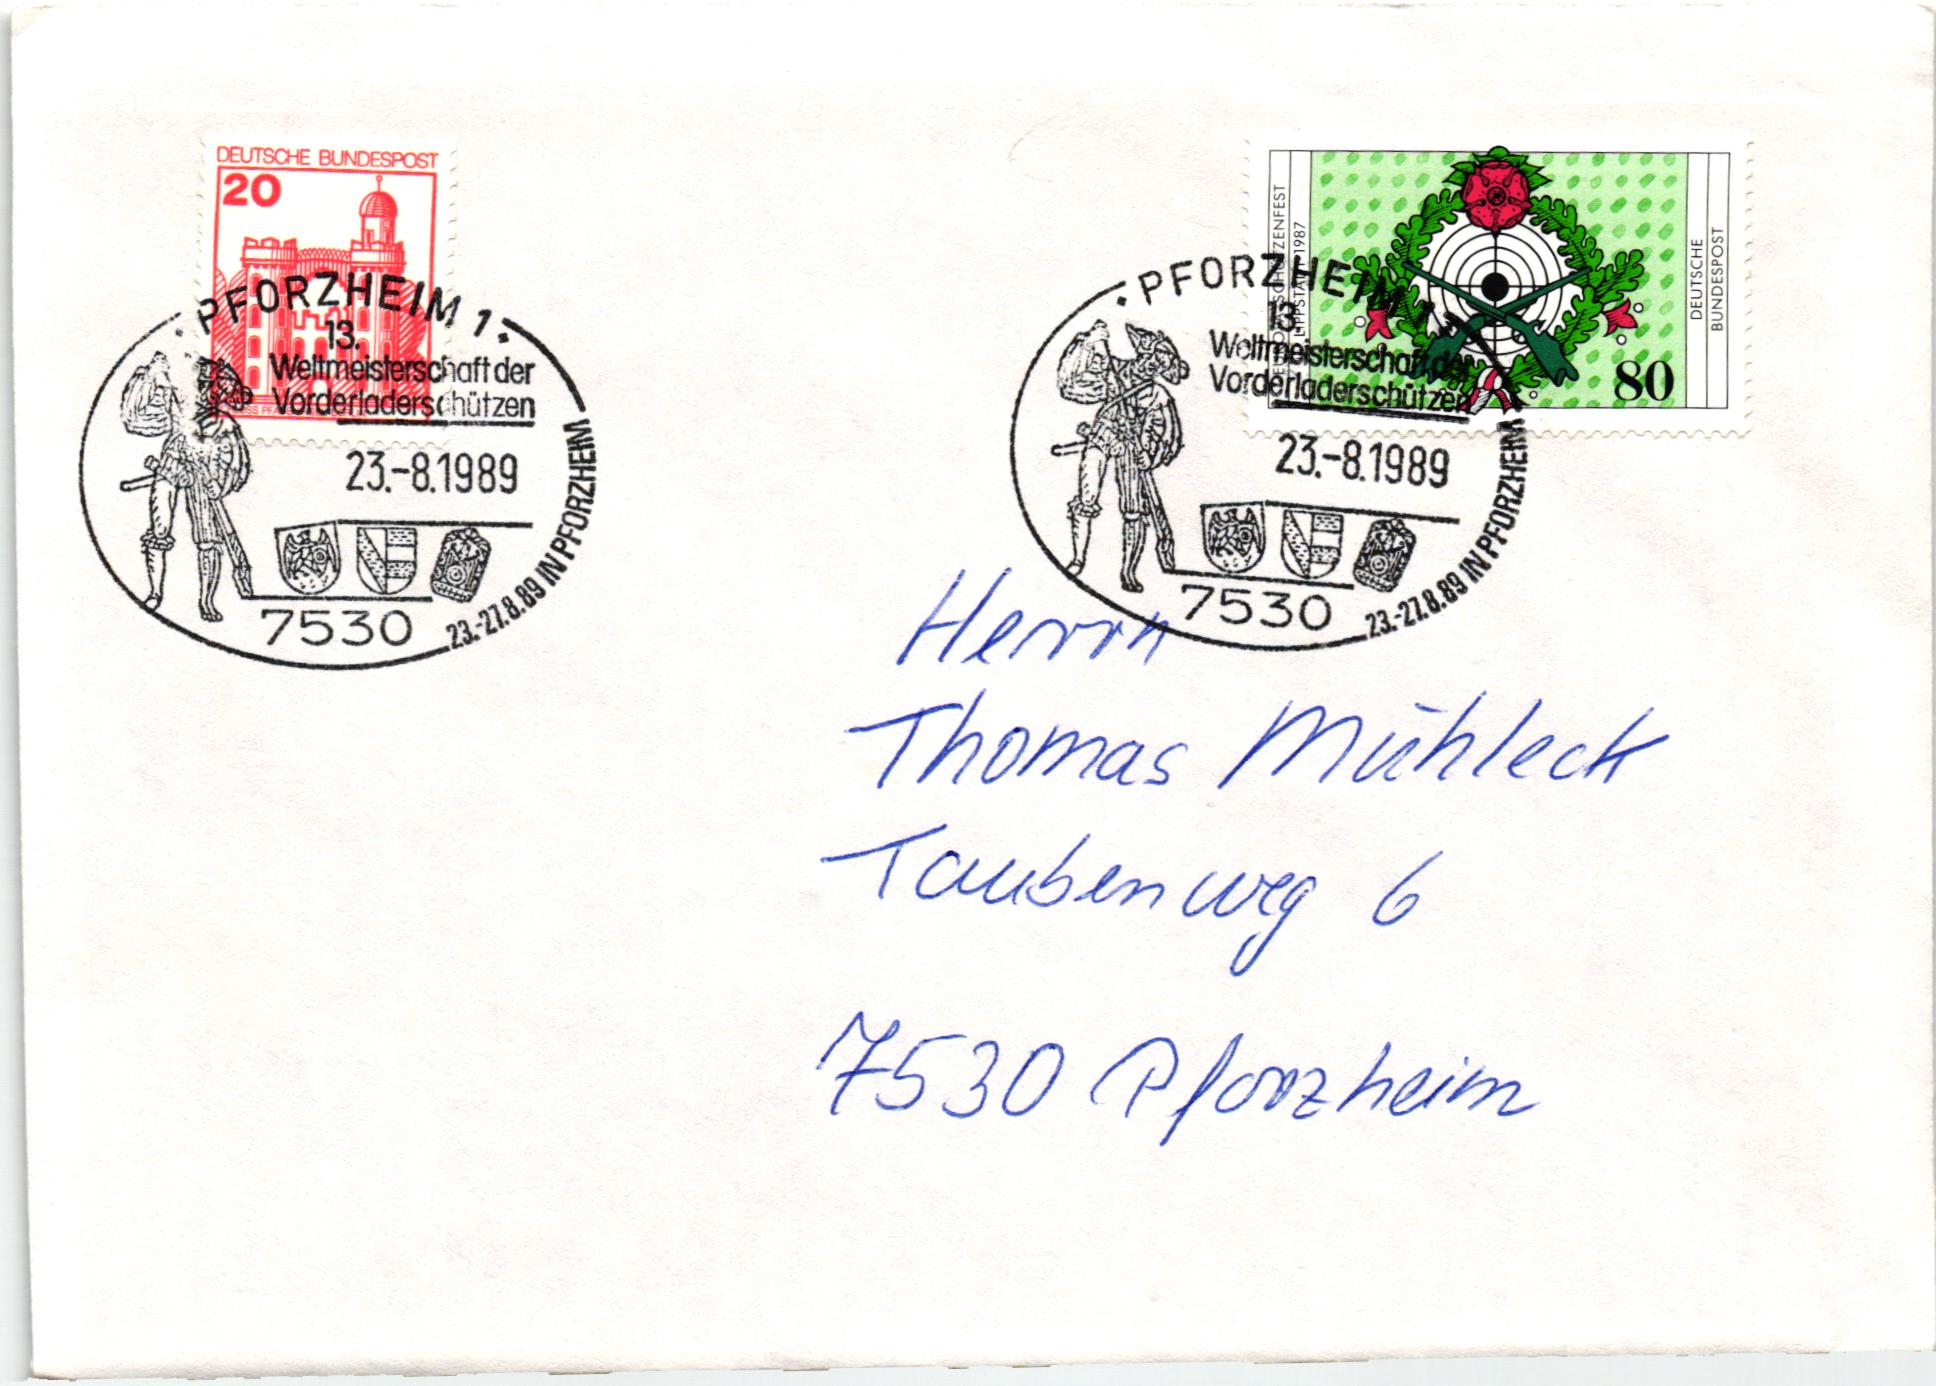 DEUTSCHE BUNDESPOST
20
PFORZHEIM 1
13.
Weltmeisterschaft der
Vorderladerschützen
23.-8.1989
7530
23.-27.8.89 IN PFORZHEIM
1987
DEUTSCHE
BUNDESPOST
80
PFORZHEIM 1
13.
Weltmeisterschaft der
Vorderladerschützen
23.-8.1989
7530
23.-27.8.89 IN PFORZHEIM
Herrn
Thomas Mühleck
Taubenweg 6
7530 Pforzheim